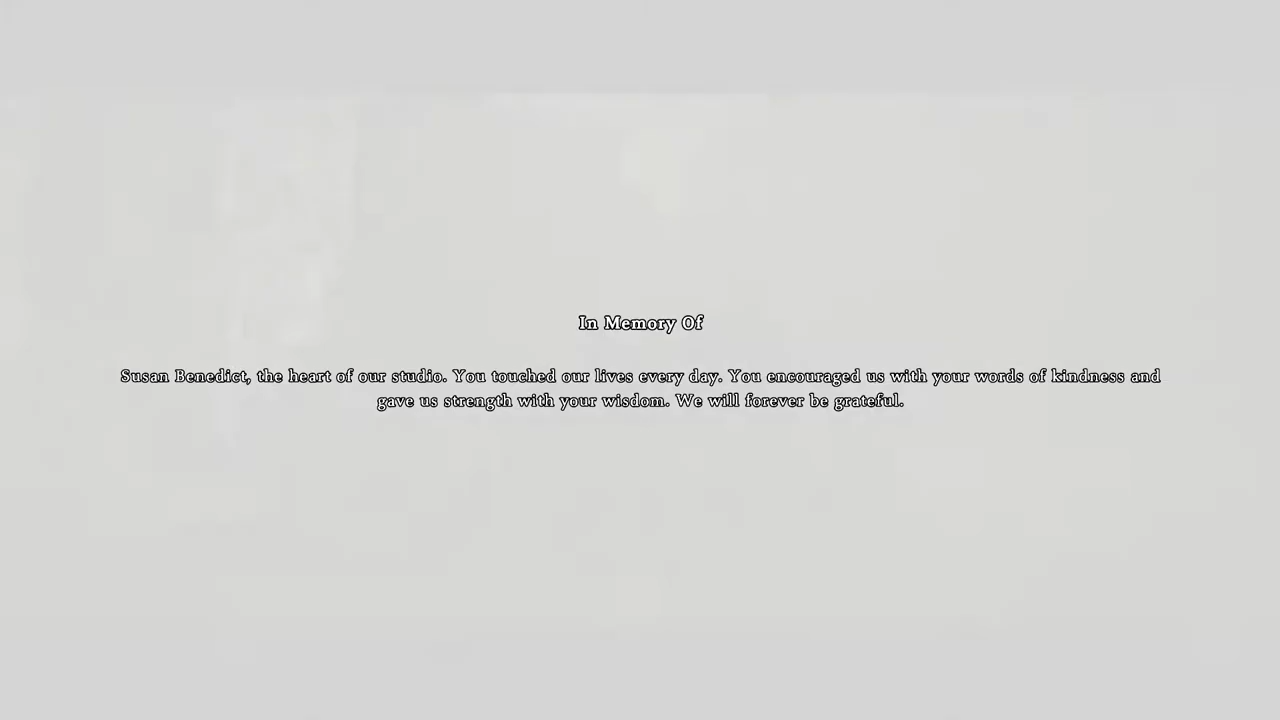 In Memory Of
Susan Benedict, the heart of our studio. You touched our lives every day. You encouraged us with your words of kindness and
gave us strength with your wisdom. We will forever be grateful.